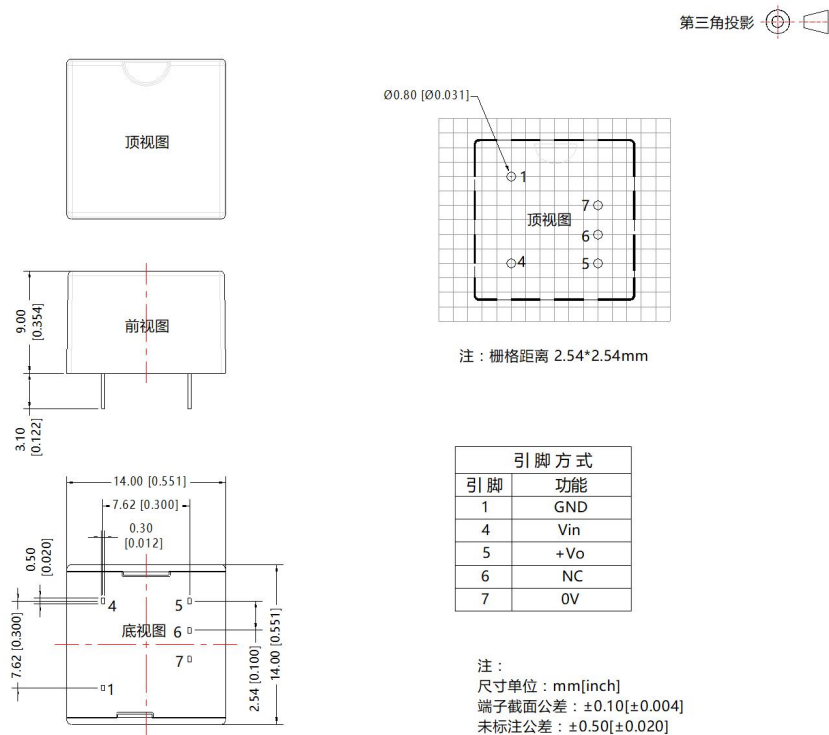 第三角投影
顶视图
Ø0.80 [Ø0.031]
1
7
顶视图
6
4
5
前视图
9.00
[0.354]
3.10
[0.122]
注：栅格距离 2.54*2.54mm
14.00 [0.551]
7.62 [0.300]
0.30
[0.012]
0.50
[0.020]
4
5
底视图
6
7
1
7.62 [0.300]
2.54 [0.100]
14.00 [0.551]
引脚方式
引脚 功能
1 GND
4 Vin
5 +Vo
6 NC
7 0V
注：
尺寸单位：mm[inch]
端子截面公差：±0.10[±0.004]
未标注公差：±0.50[±0.020]